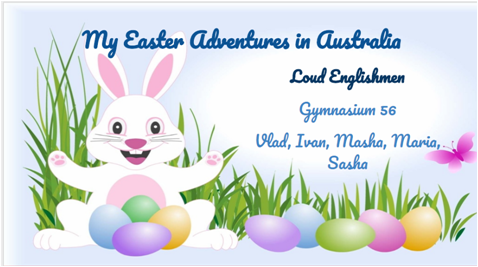 My Easter Adventures in Australia
Loud Englishmen
Gymnasium 56
Vlad, Ivan, Masha, Maria,
Sasha